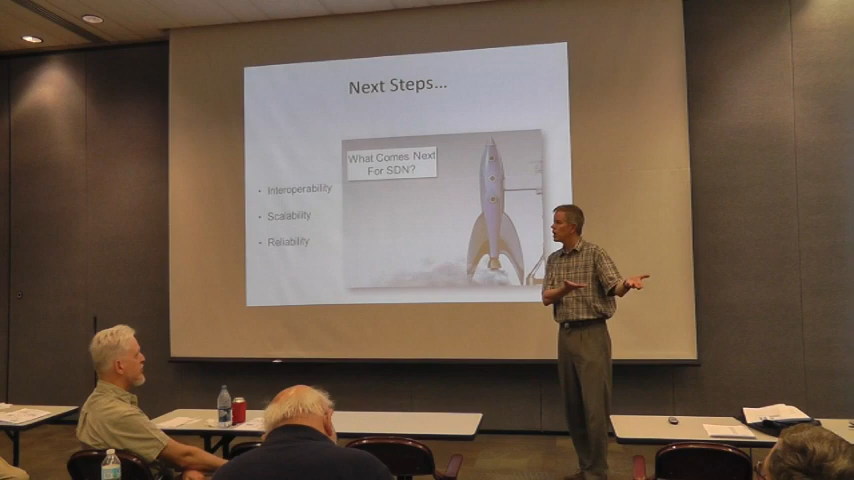 Next Steps...
What Comes Next
For SDN?
• Interoperability
• Scalability
• Reliability